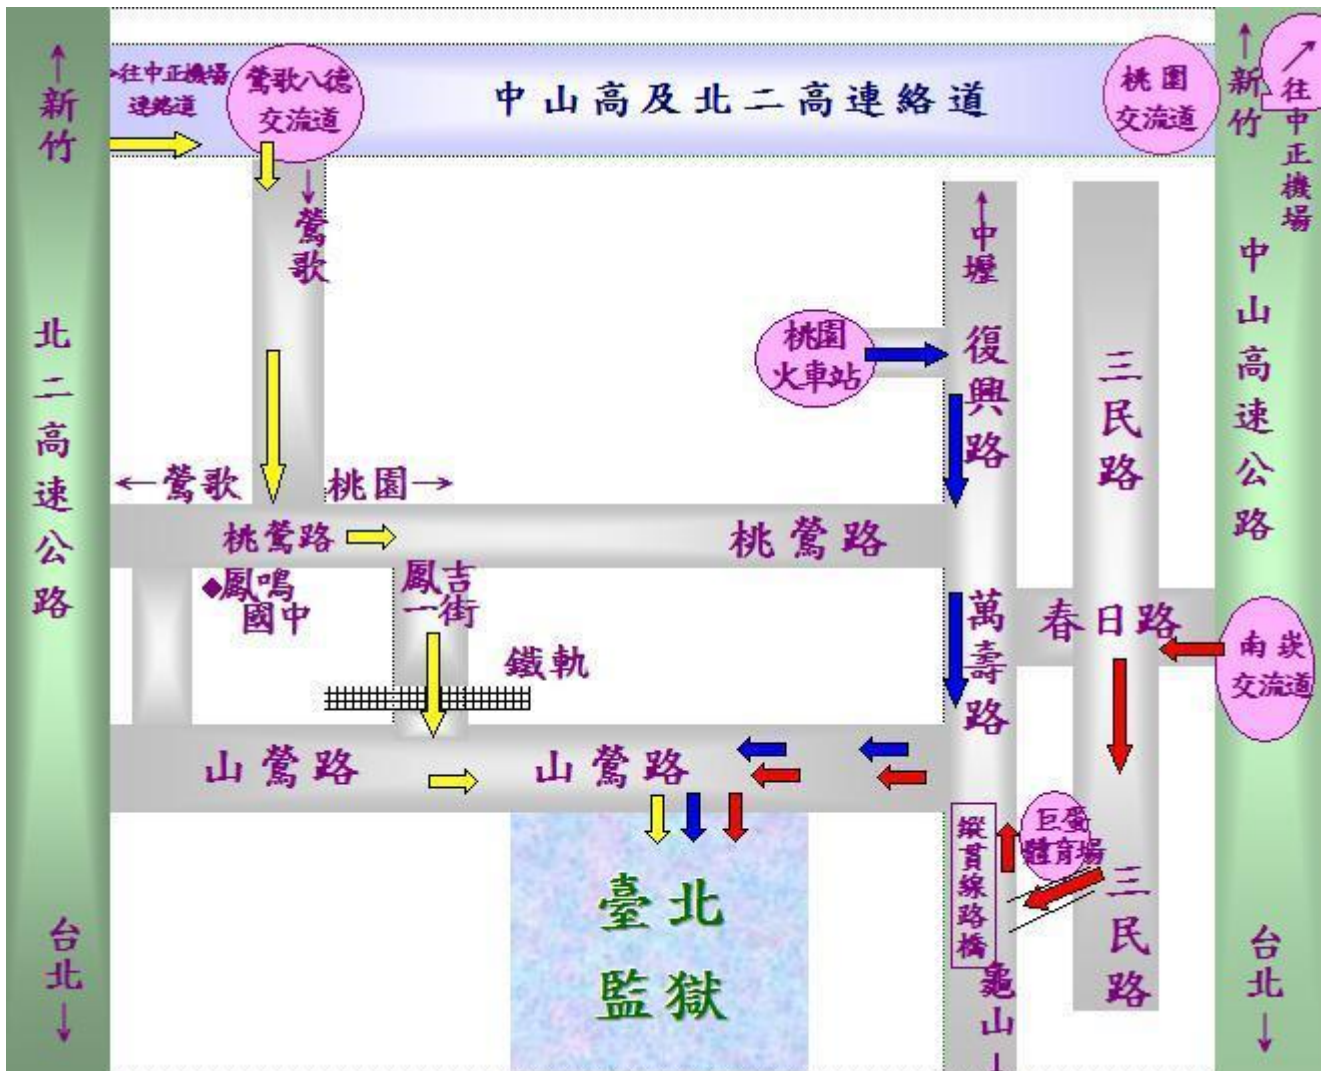 ←新竹
北二高速公路
台北→
→往中正機場
連絡道
鶯歌八德
交流道
中山高及北二高連絡道
桃園
交流道
←新竹
往中正機場
中山高速公路
台北→
→鶯歌
←中壢
復興路
桃園
火車站
三民路
←鶯歌
桃園→
桃鶯路
桃鶯路
◆鳳鳴
國中
鳳吉
一街
鐵軌
萬壽路
春日路
南崁
交流道
山鶯路
山鶯路
縱貫線路橋
巨蛋
體育場
三民路
龜山
臺北
監獄